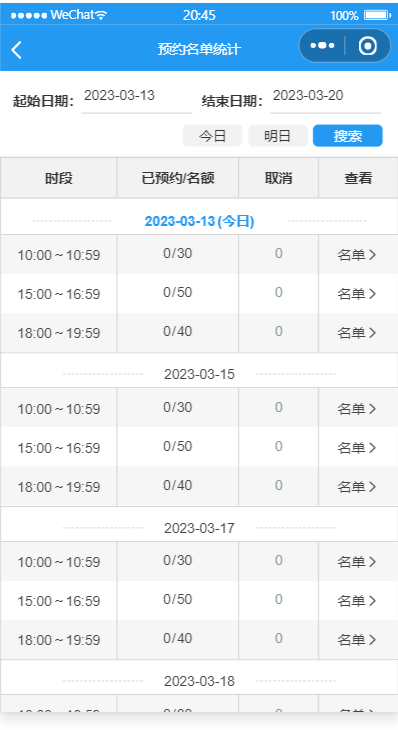 WeChat 20:45 100%
预约名单统计
起始日期: 2023-03-13 结束日期: 2023-03-20
今日 明日 搜索
时段 已预约/名额 取消 查看
2023-03-13 (今日)
10:00 ~ 10:59 0/30 0 名单
15:00 ~ 16:59 0/50 0 名单
18:00 ~ 19:59 0/40 0 名单
2023-03-15
10:00 ~ 10:59 0/30 0 名单
15:00 ~ 16:59 0/50 0 名单
18:00 ~ 19:59 0/40 0 名单
2023-03-17
10:00 ~ 10:59 0/30 0 名单
15:00 ~ 16:59 0/50 0 名单
18:00 ~ 19:59 0/40 0 名单
2023-03-18